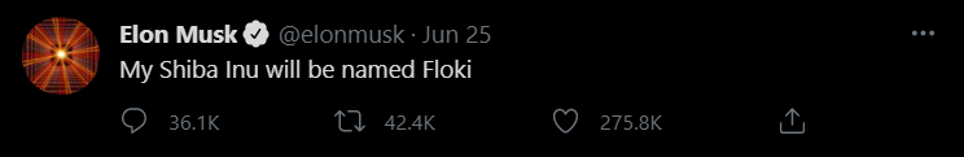 Elon Musk @elonmusk · Jun 25
My Shiba Inu will be named Floki
36.1K 42.4K 275.8K